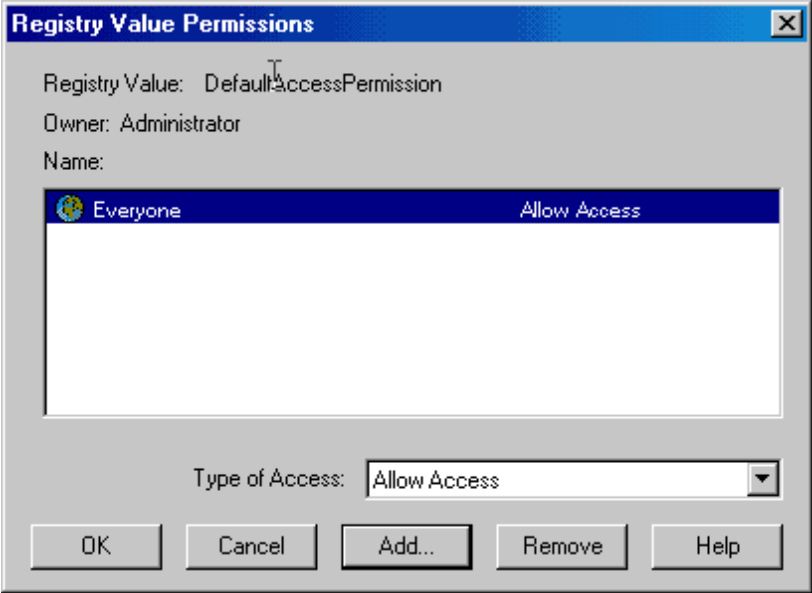 Registry Value Permissions
Registry Value: DefaultAccessPermission
Owner: Administrator
Name:
Everyone Allow Access
Type of Access: Allow Access
OK Cancel Add... Remove Help